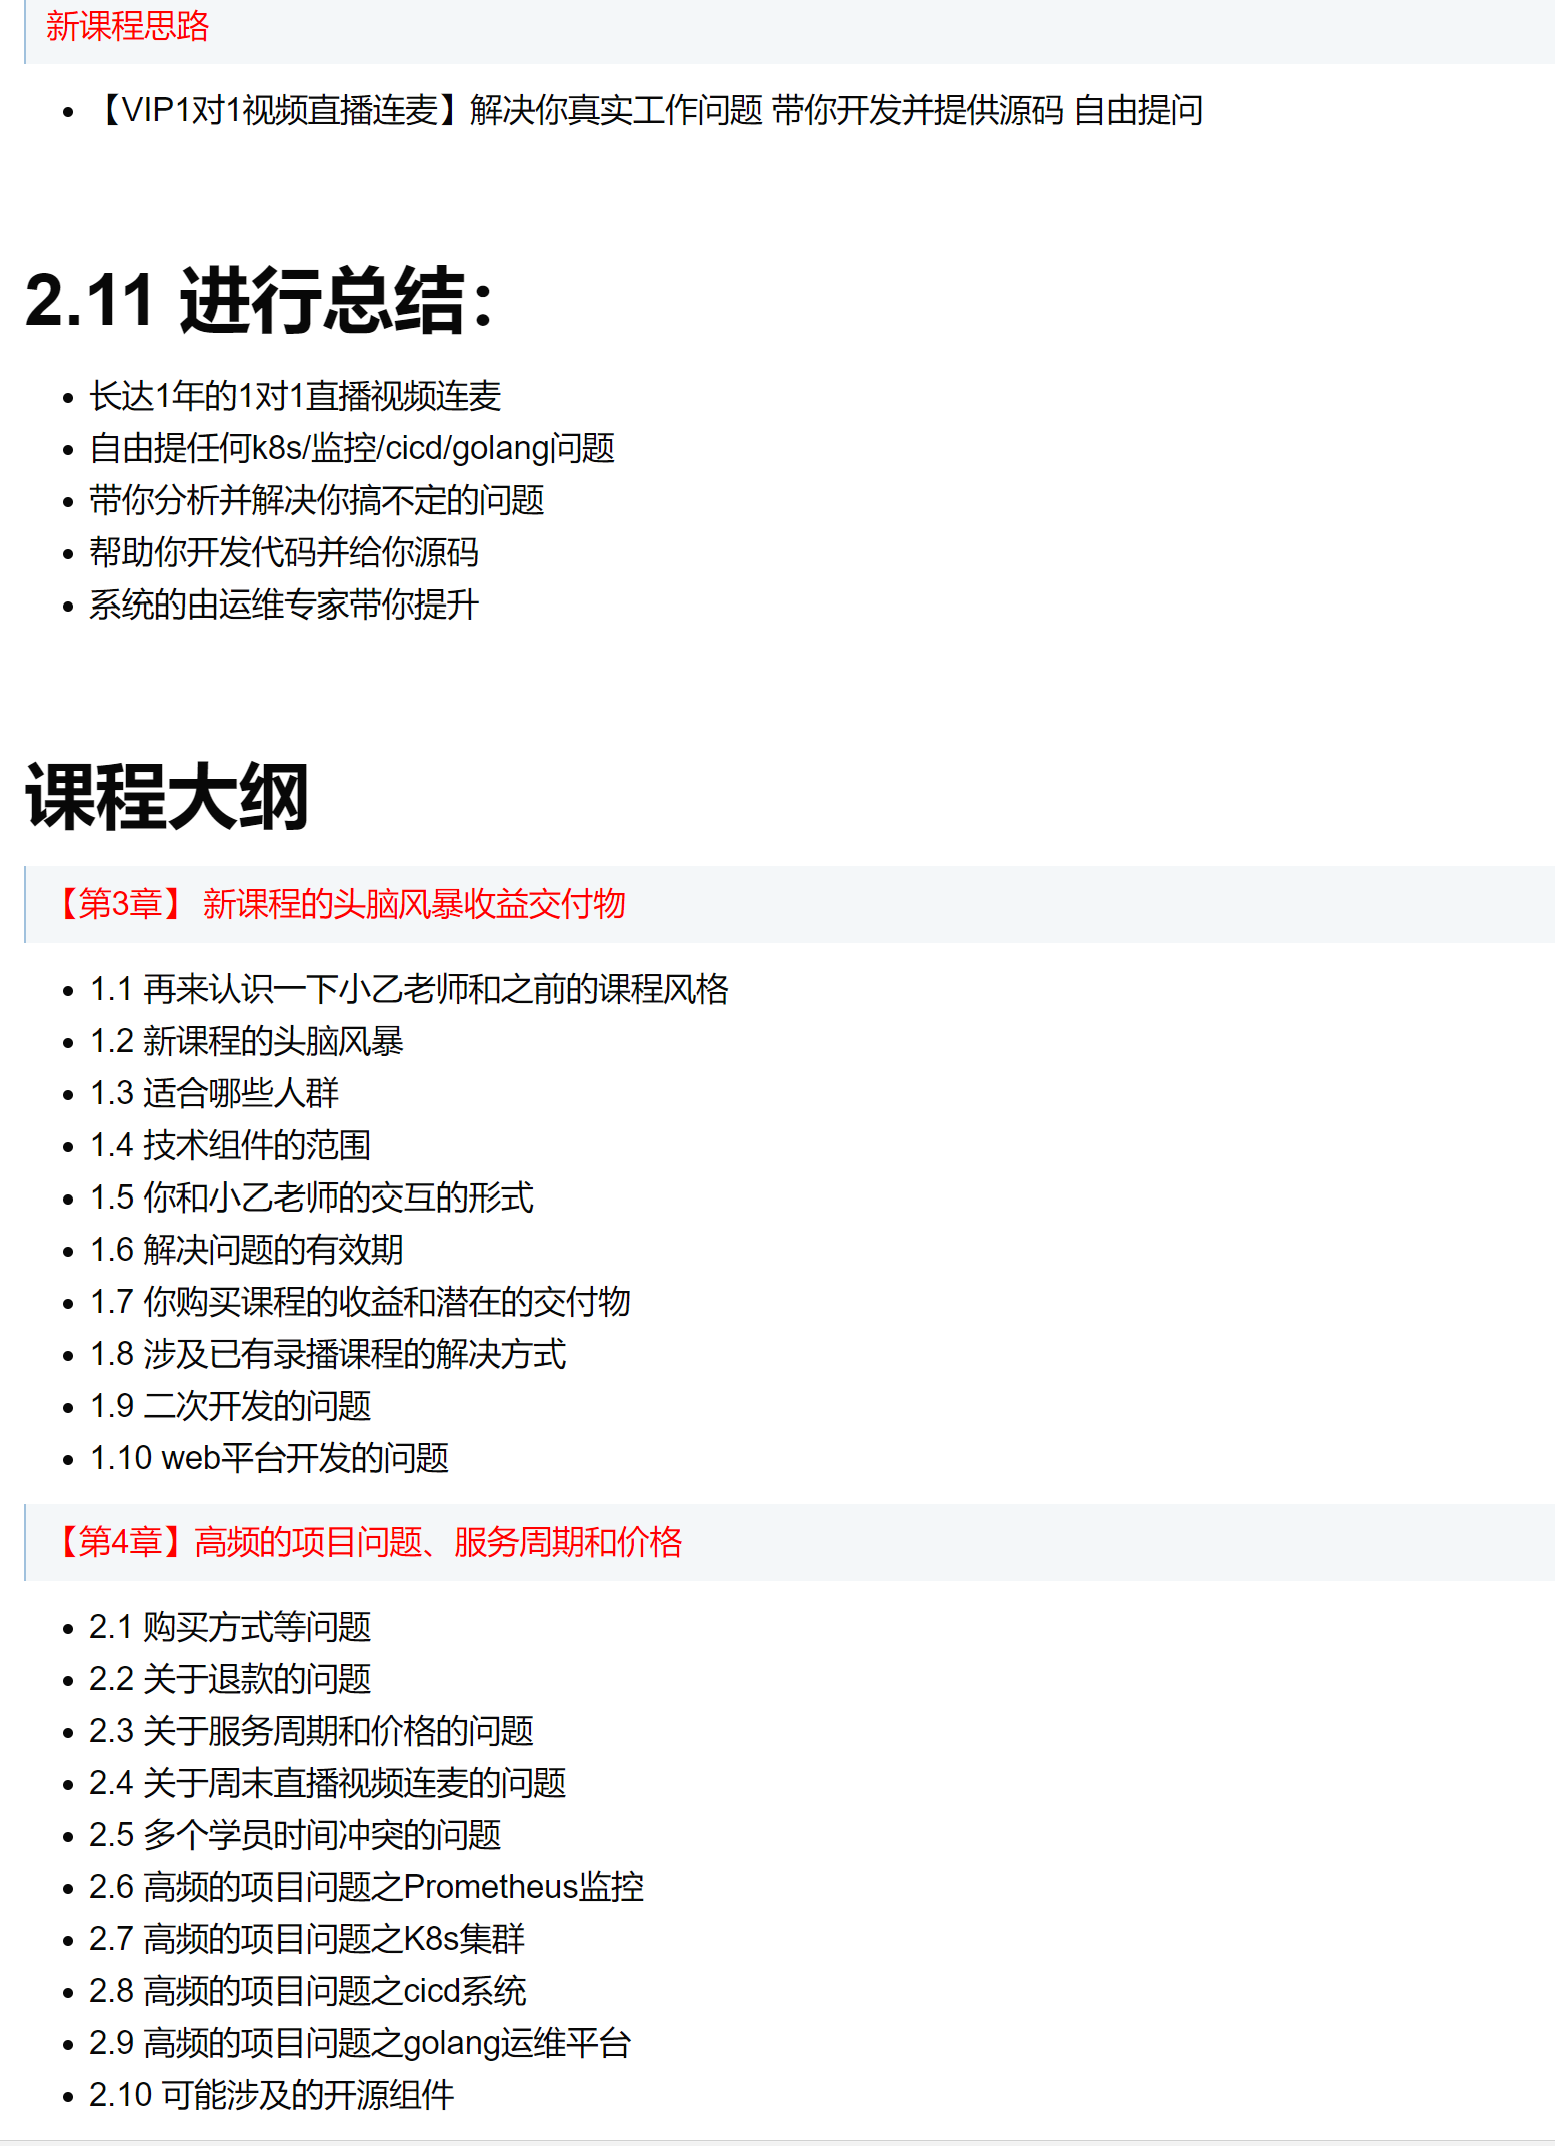 新课程思路
【VIP1对1视频直播连麦】解决你真实工作问题 带你开发并提供源码 自由提问
2.11 进行总结：
长达1年的1对1直播视频连麦
自由提任何k8s/监控/cicd/golang问题
带你分析并解决你搞不定的问题
帮助你开发代码并给你源码
系统的由运维专家带你提升
课程大纲
【第3章】 新课程的头脑风暴收益交付物
1.1 再来认识一下小乙老师和之前的课程风格
1.2 新课程的头脑风暴
1.3 适合哪些人群
1.4 技术组件的范围
1.5 你和小乙老师的交互的形式
1.6 解决问题的有效期
1.7 你购买课程的收益和潜在的交付物
1.8 涉及已有录播课程的解决方式
1.9 二次开发的问题
1.10 web平台开发的问题
【第4章】高频的项目问题、服务周期和价格
2.1 购买方式等问题
2.2 关于退款的问题
2.3 关于服务周期和价格的问题
2.4 关于周末直播视频连麦的问题
2.5 多个学员时间冲突的问题
2.6 高频的项目问题之Prometheus监控
2.7 高频的项目问题之K8s集群
2.8 高频的项目问题之cicd系统
2.9 高频的项目问题之golang运维平台
2.10 可能涉及的开源组件